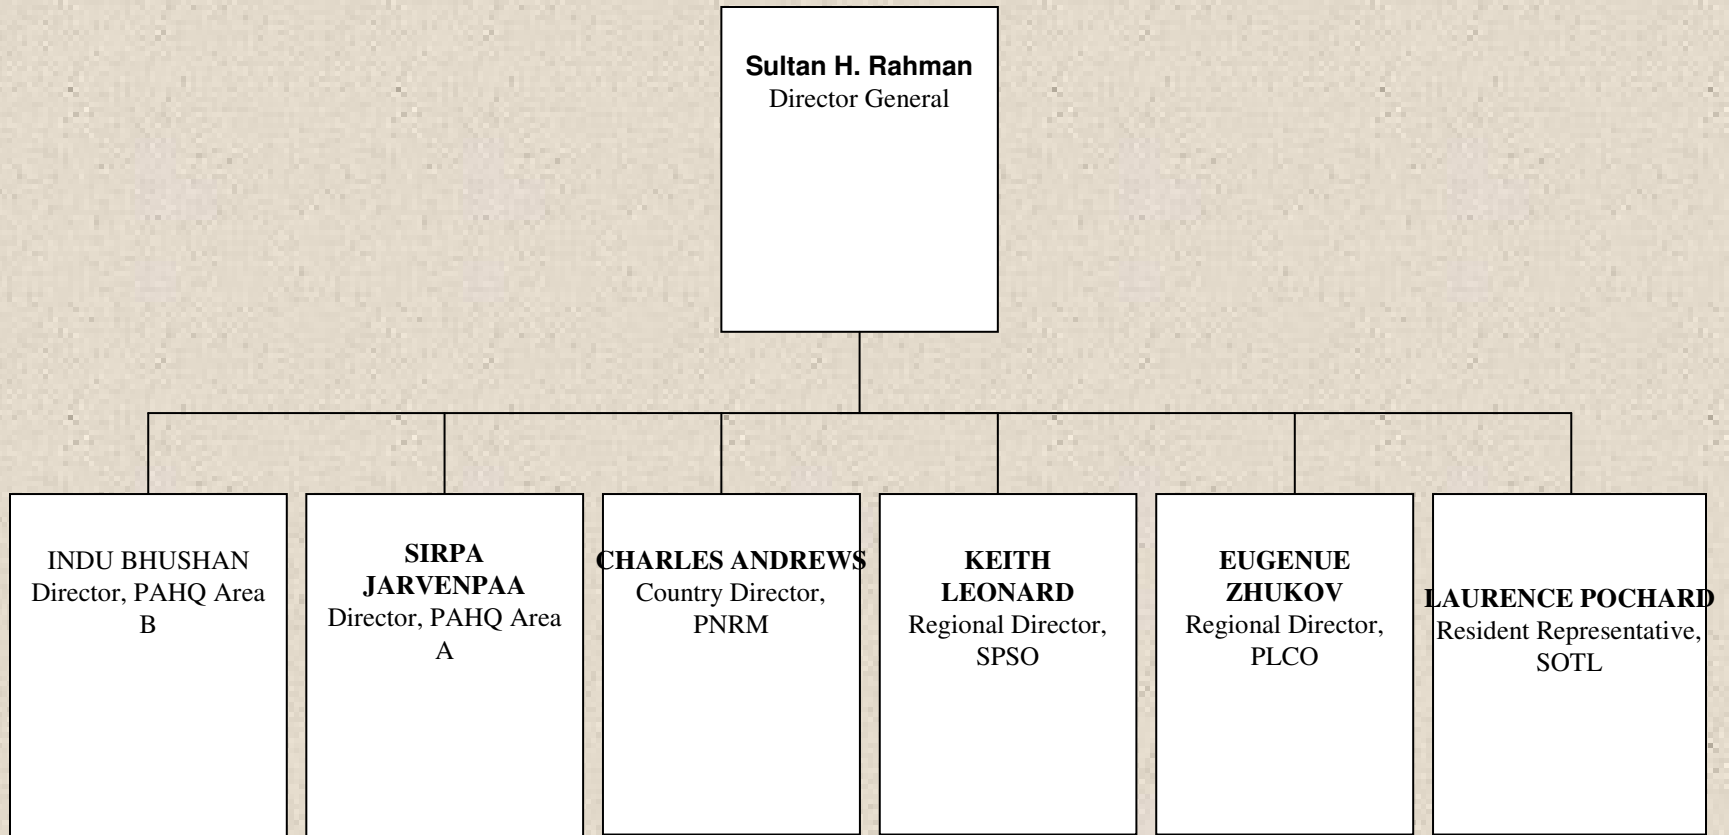 Sultan H. Rahman
Director General
INDU BHUSHAN
Director, PAHQ Area
B
SIRPA
JARVENPAA
Director, PAHQ Area
A
CHARLES ANDREWS
Country Director,
PNRM
KEITH
LEONARD
Regional Director,
SPSO
EUGENUE
ZHUKOV
Regional Director,
PLCO
LAURENCE POCHARD
Resident Representative,
SOTL